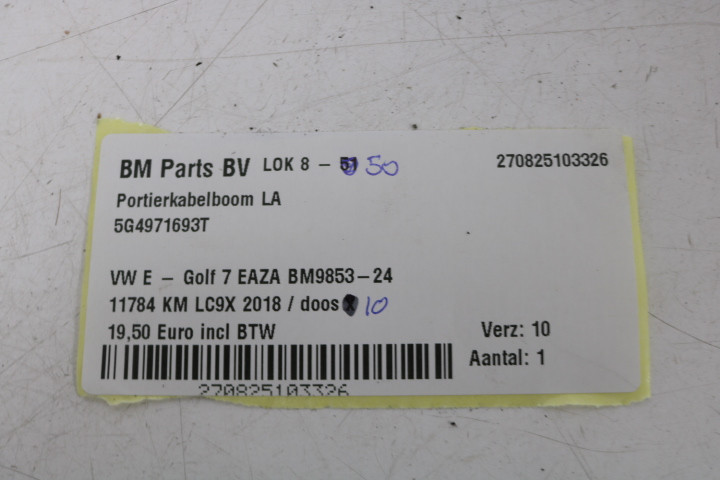 BM Parts BV LOK 8 - 50 270825103326
Portierkabelboom LA
5G4971693T
VW E - Golf 7 EAZA BM9853-24
11784 KM LC9X 2018 / doos 10
19,50 Euro incl BTW Verz: 10
Aantal: 1
270825103326